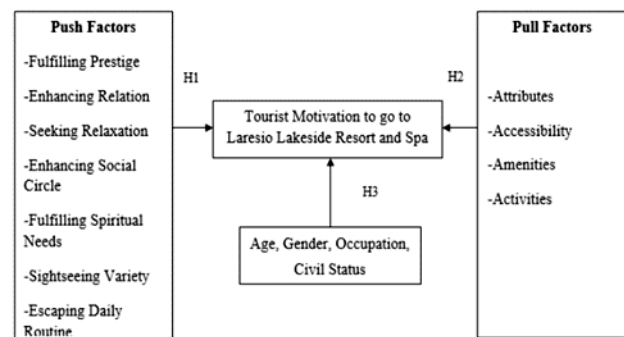 Push Factors
-Fulfilling Prestige
-Enhancing Relation
-Seeking Relaxation
-Enhancing Social
Circle
-Fulfilling Spiritual
Needs
-Sightseeing Variety
-Escaping Daily
Routine
H1
Tourist Motivation to go to
Laresio Lakeside Resort and Spa
H3
Age, Gender, Occupation,
Civil Status
H2
Pull Factors
-Attributes
-Accessibility
-Amenities
-Activities